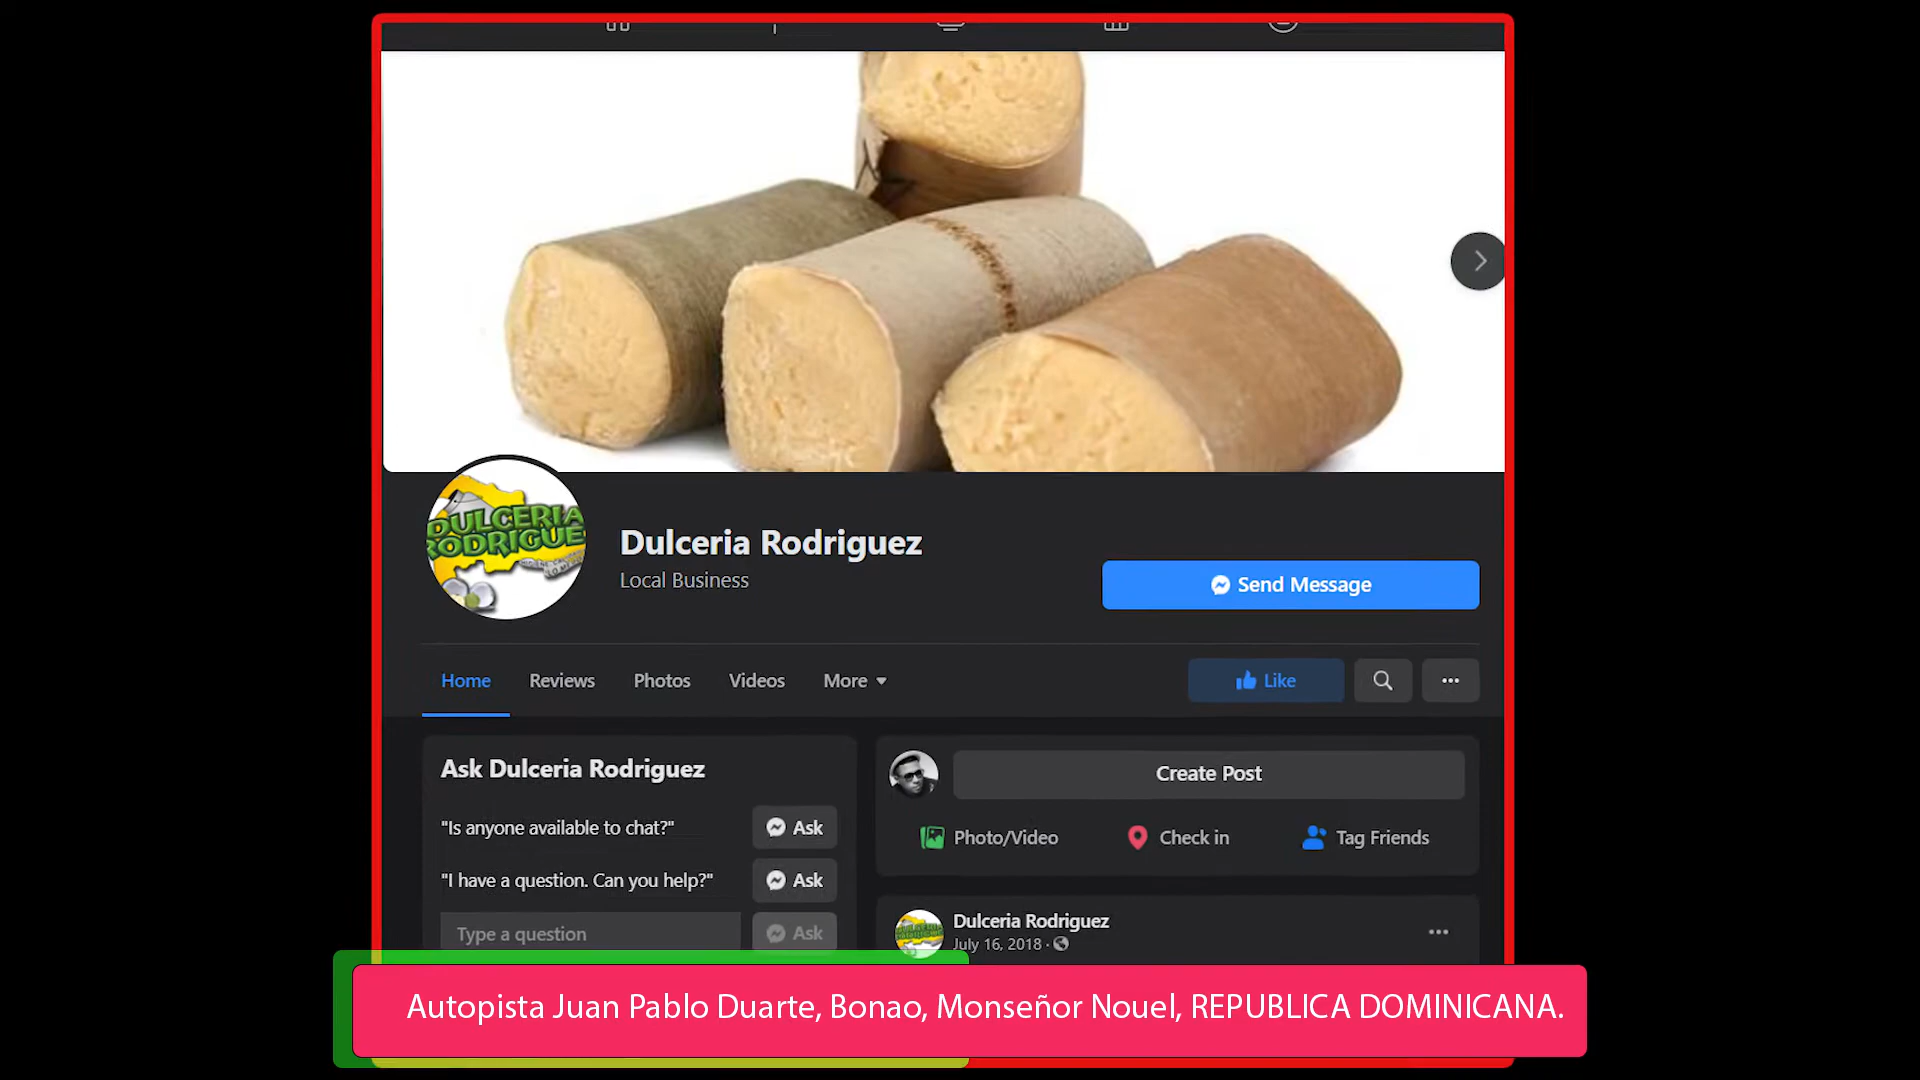 DULCERIA
RODRIGUE
Dulceria Rodriguez
Local Business
Send Message
Home Reviews Photos Videos More
Like
Ask Dulceria Rodriguez
"Is anyone available to chat?" Ask
"I have a question. Can you help?" Ask
Type a question Ask
Create Post
Photo/Video Check in Tag Friends
Dulceria Rodriguez
July 16, 2018 ·
Autopista Juan Pablo Duarte, Bonao, Monseñor Nouel, REPUBLICA DOMINICANA.